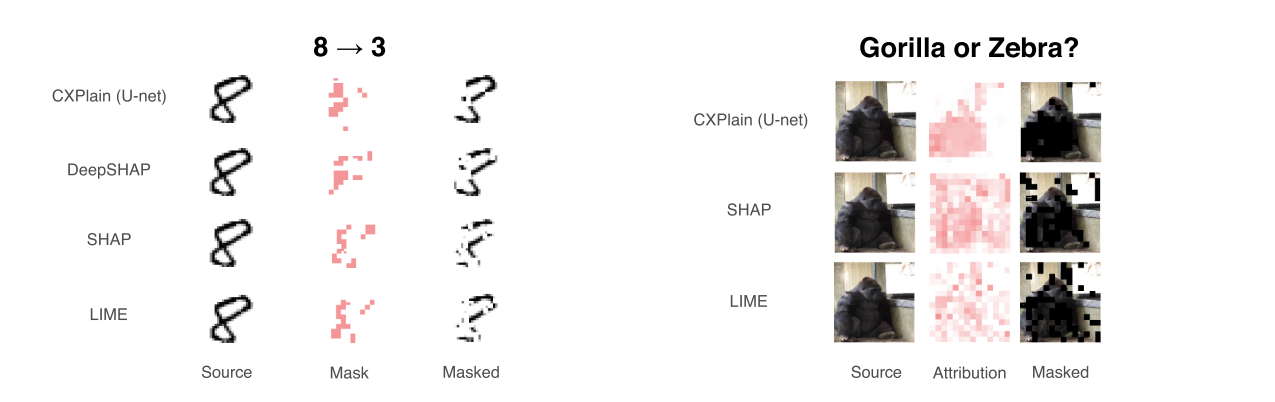 8 → 3
CXPlain (U-net)
DeepSHAP
SHAP
LIME
Source
Mask
Masked
Gorilla or Zebra?
CXPlain (U-net)
SHAP
LIME
Source
Attribution
Masked